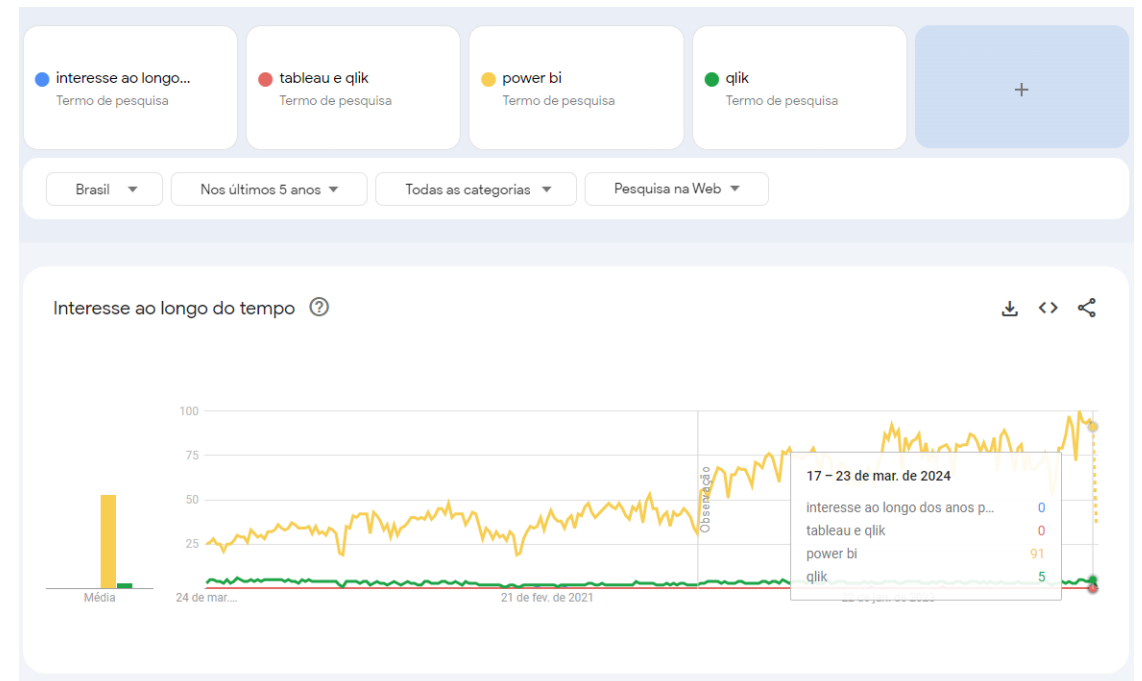 interesse ao longo...
Termo de pesquisa
tableau e qlik
Termo de pesquisa
power bi
Termo de pesquisa
qlik
Termo de pesquisa
+
Brasil
Nos últimos 5 anos
Todas as categorias
Pesquisa na Web
Interesse ao longo do tempo
100
75
50
25
Observação
Média
24 de mar....
21 de fev. de 2021
17 – 23 de mar. de 2024
interesse ao longo dos anos p... 0
tableau e qlik 0
power bi 91
qlik 5